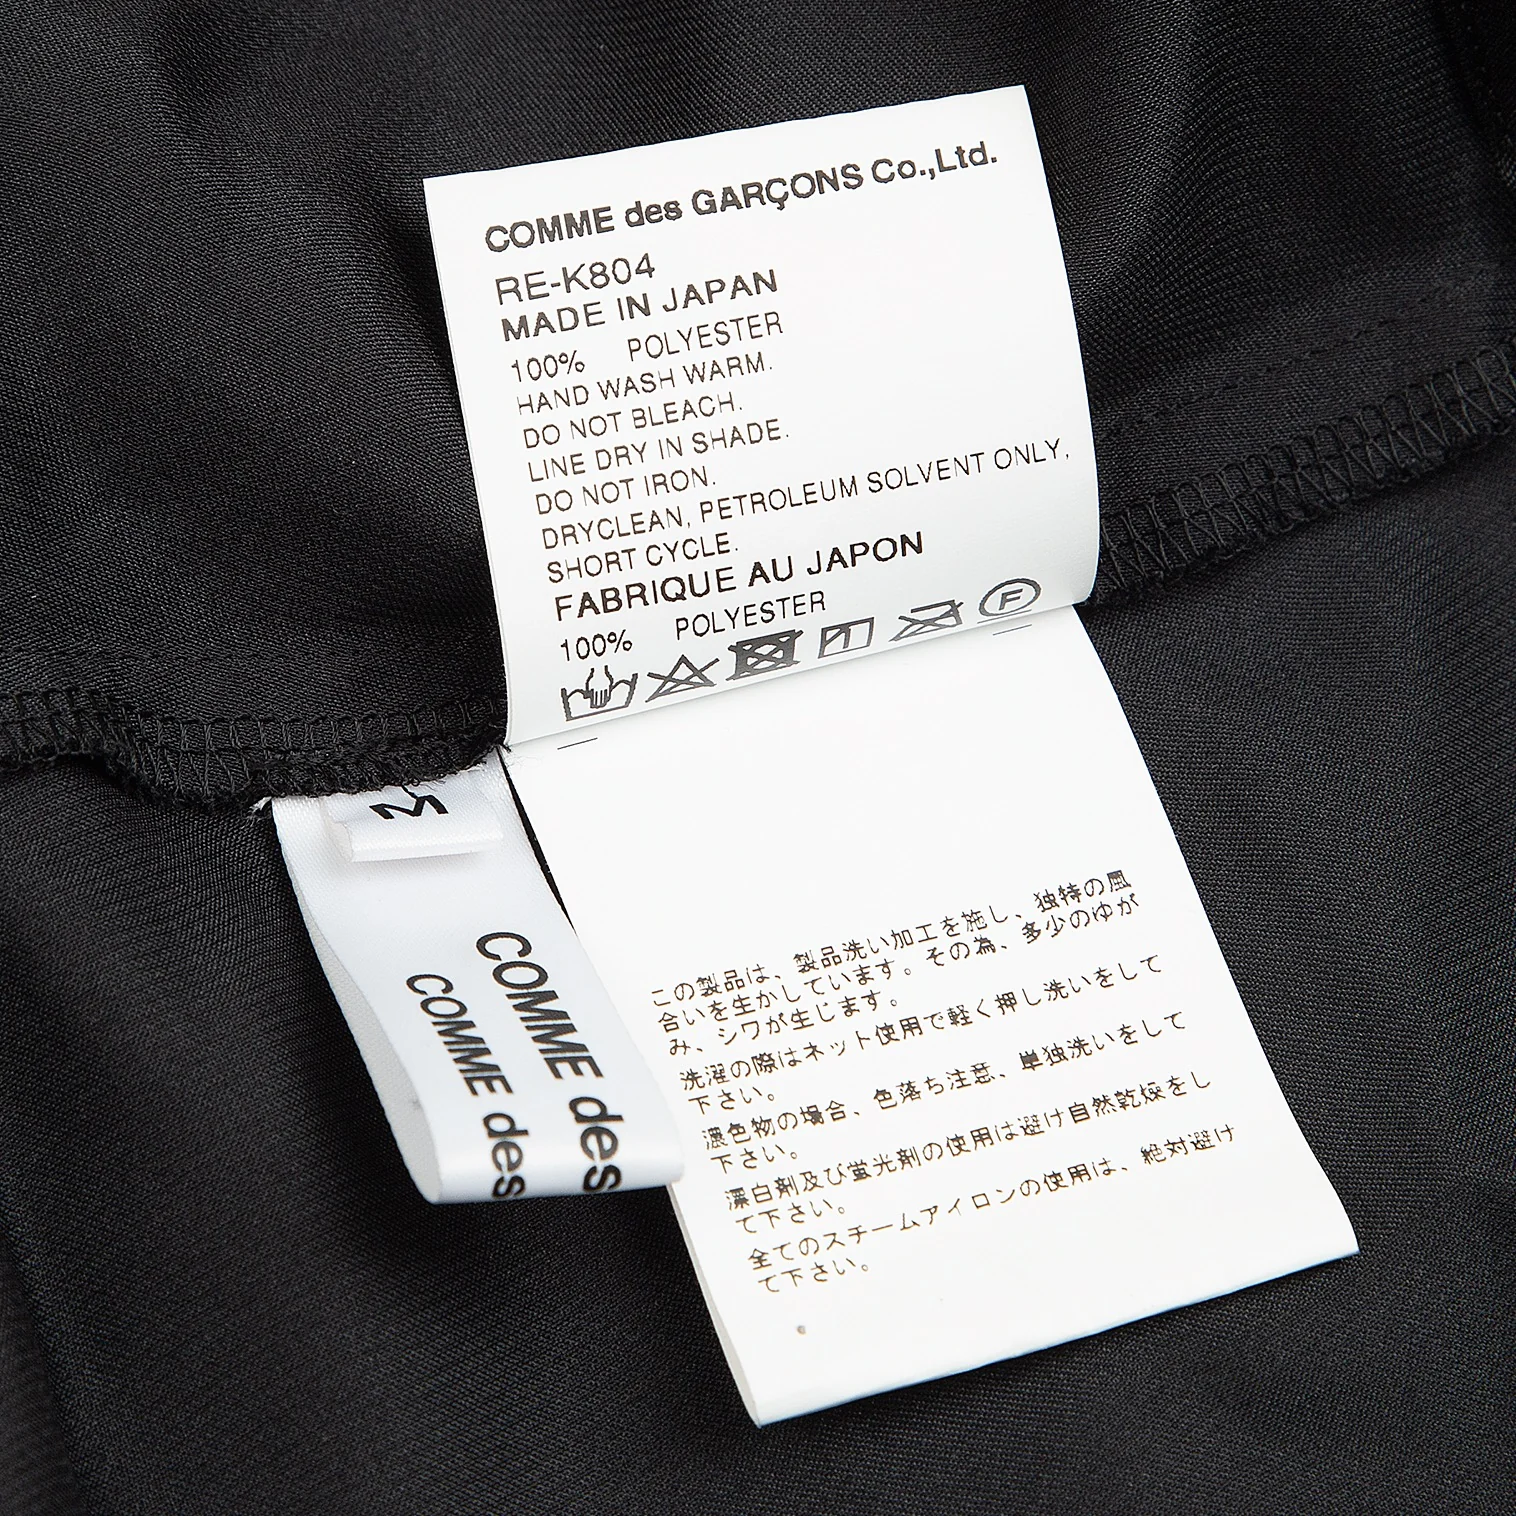 COMME des GARÇONS Co.,Ltd.
RE-K804
MADE IN JAPAN
100% POLYESTER
HAND WASH WARM.
DO NOT BLEACH.
LINE DRY IN SHADE.
DO NOT IRON.
DRYCLEAN, PETROLEUM SOLVENT ONLY,
SHORT CYCLE.
FABRIQUE AU JAPON
100% POLYESTER
F
M
COMME des
COMME des
この製品は、製品洗い加工を施し、独特の風
合いを生かしています。その為、多少のゆが
み、シワが生じます。
洗濯の際はネット使用で軽く押し洗いをして
下さい。
濃色物の場合、色落ち注意、単独洗いをして
下さい。
漂白剤及び蛍光剤の使用は避け自然乾燥をし
て下さい。
全てのスチームアイロンの使用は、絶対避け
て下さい。